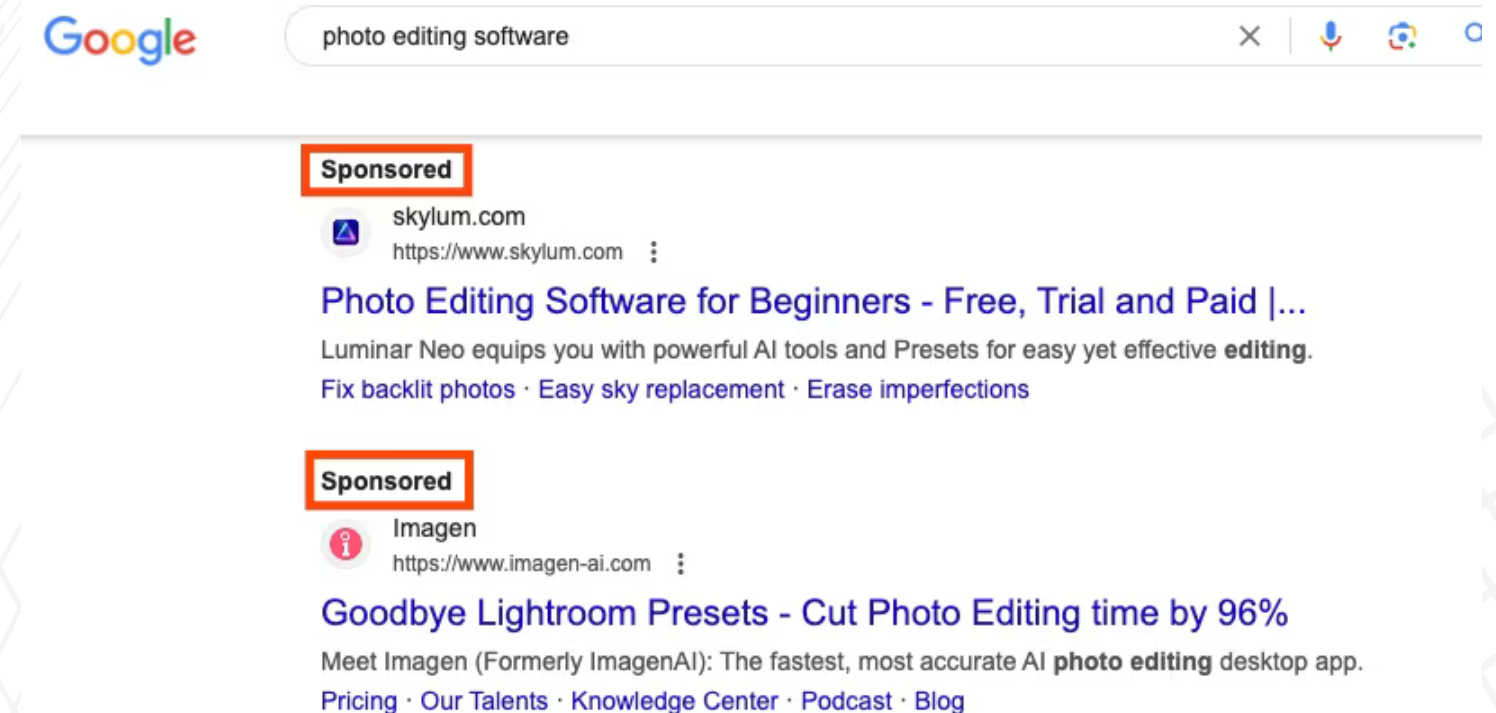 Google
photo editing software
Sponsored
skylum.com
https://www.skylum.com
Photo Editing Software for Beginners - Free, Trial and Paid |...
Luminar Neo equips you with powerful AI tools and Presets for easy yet effective editing.
Fix backlit photos · Easy sky replacement · Erase imperfections
Sponsored
Imagen
https://www.imagen-ai.com
Goodbye Lightroom Presets - Cut Photo Editing time by 96%
Meet Imagen (Formerly ImagenAI): The fastest, most accurate AI photo editing desktop app.
Pricing · Our Talents · Knowledge Center · Podcast · Blog